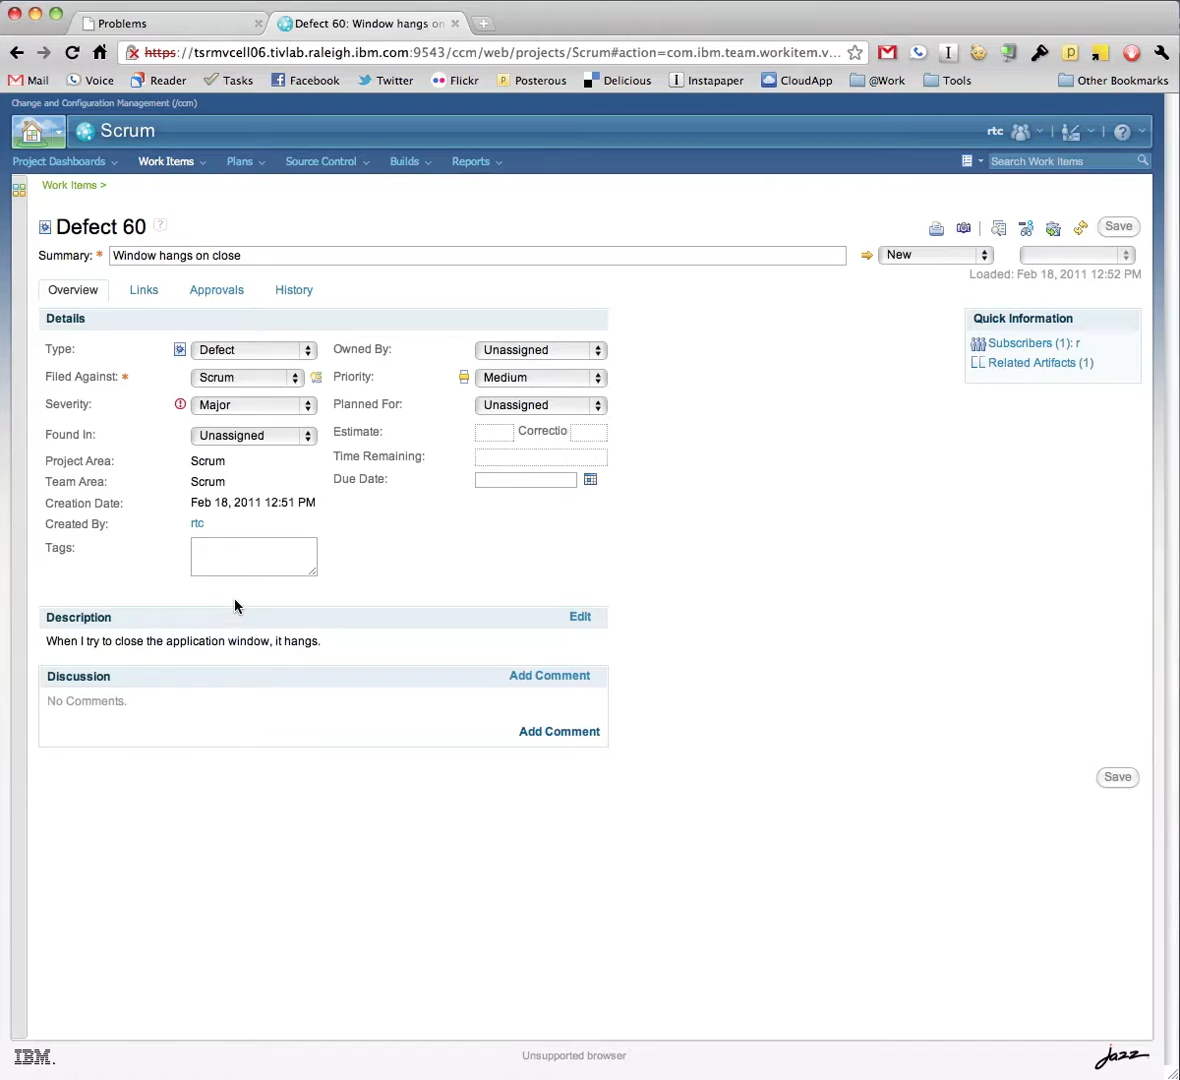 Problems
Defect 60: Window hangs on
https://tsrmvcell06.tivlab.raleigh.ibm.com:9543/ccm/web/projects/Scrum#action=com.ibm.team.workitem.v...
Mail Voice Reader Tasks Facebook Twitter Flickr Posterous Delicious Instapaper CloudApp @Work Tools Other Bookmarks
Change and Configuration Management (/ccm)
Scrum
rtc
Project Dashboards Work Items Plans Source Control Builds Reports Search Work Items
Work Items >
Defect 60 ?
Save
Summary: * Window hangs on close
New
Loaded: Feb 18, 2011 12:52 PM
Overview Links Approvals History
Details
Quick Information
Subscribers (1): r
Related Artifacts (1)
Type: Defect
Owned By: Unassigned
Filed Against: * Scrum
Priority: Medium
Severity: Major
Planned For: Unassigned
Found In: Unassigned
Estimate: Correctio
Project Area: Scrum
Time Remaining:
Team Area: Scrum
Due Date:
Creation Date: Feb 18, 2011 12:51 PM
Created By: rtc
Tags:
Description Edit
When I try to close the application window, it hangs.
Discussion Add Comment
No Comments.
Add Comment
Save
IBM.
Unsupported browser
jazz